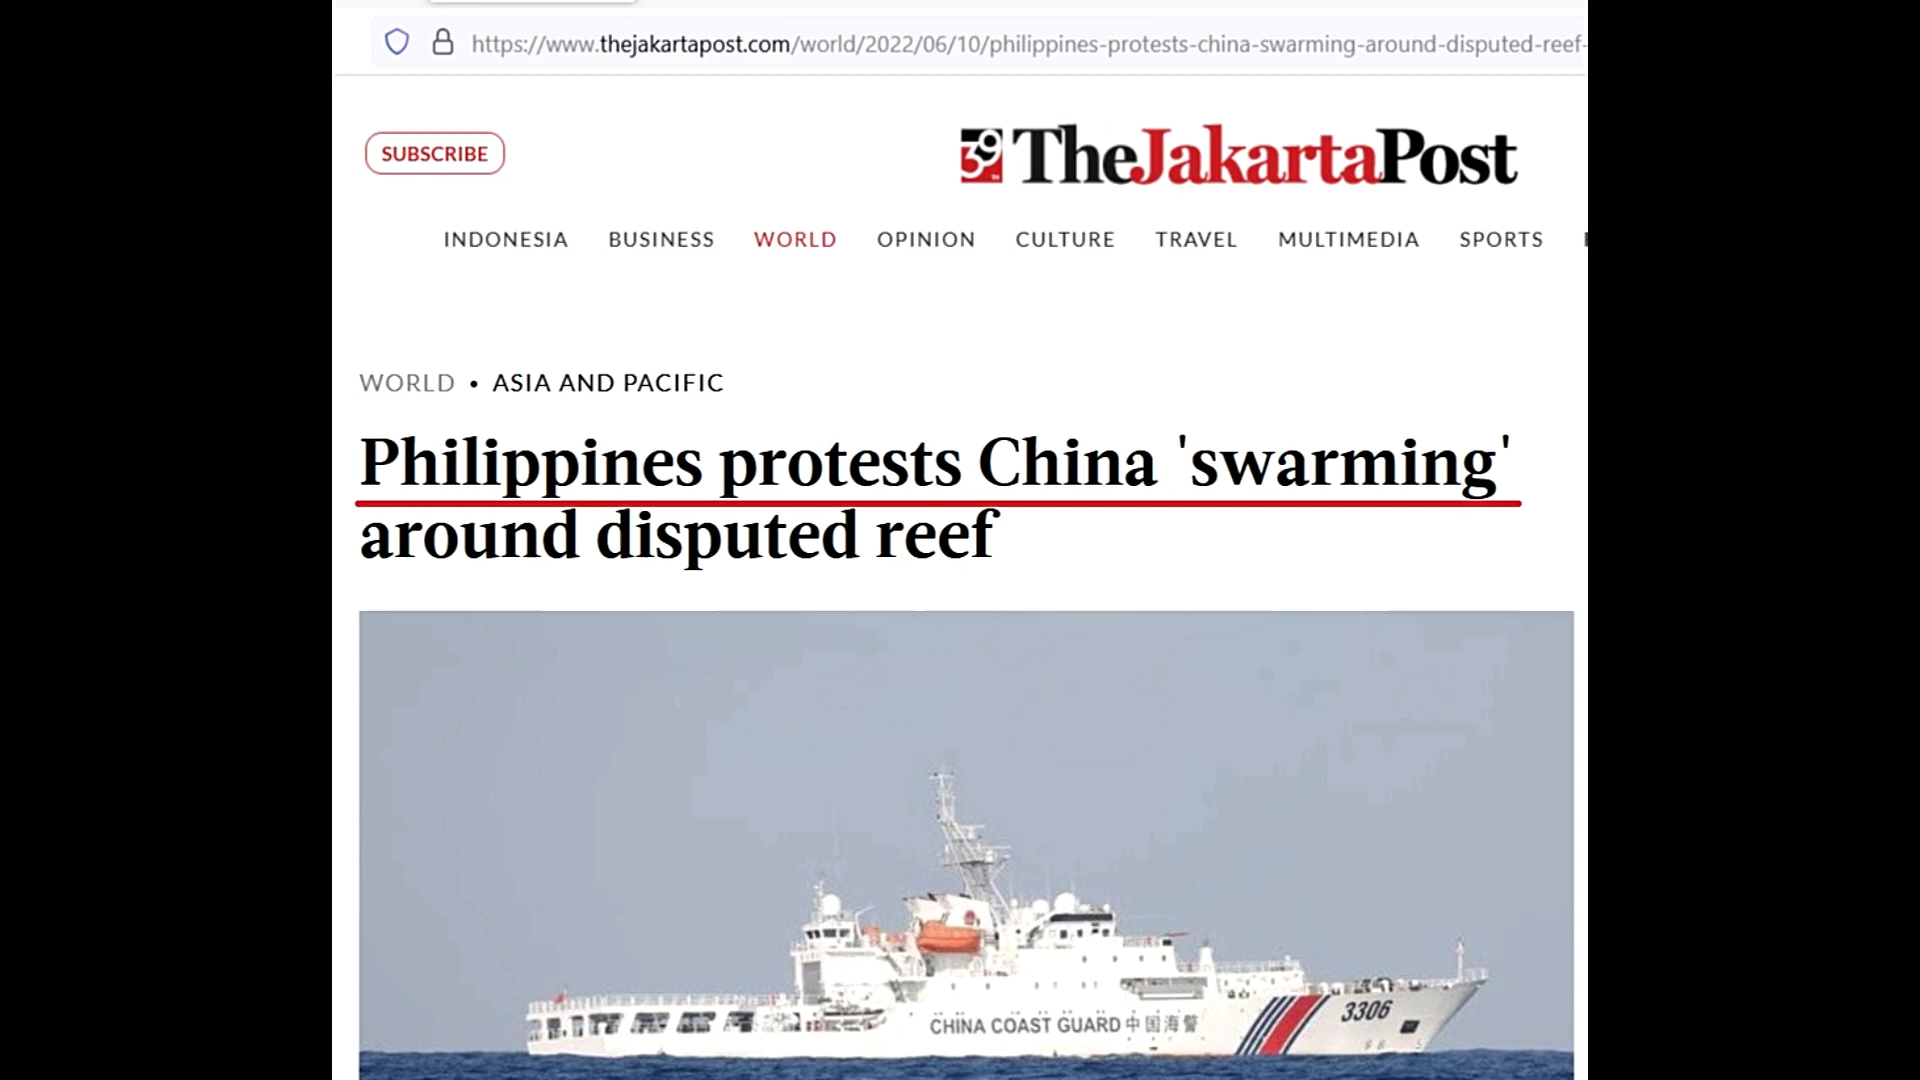 https://www.thejakartapost.com/world/2022/06/10/philippines-protests-china-swarming-around-disputed-reef-
SUBSCRIBE
39 TheJakartaPost
INDONESIA BUSINESS WORLD OPINION CULTURE TRAVEL MULTIMEDIA SPORTS
WORLD • ASIA AND PACIFIC
Philippines protests China 'swarming'
around disputed reef
3306
CHINA COAST GUARD 中国海警